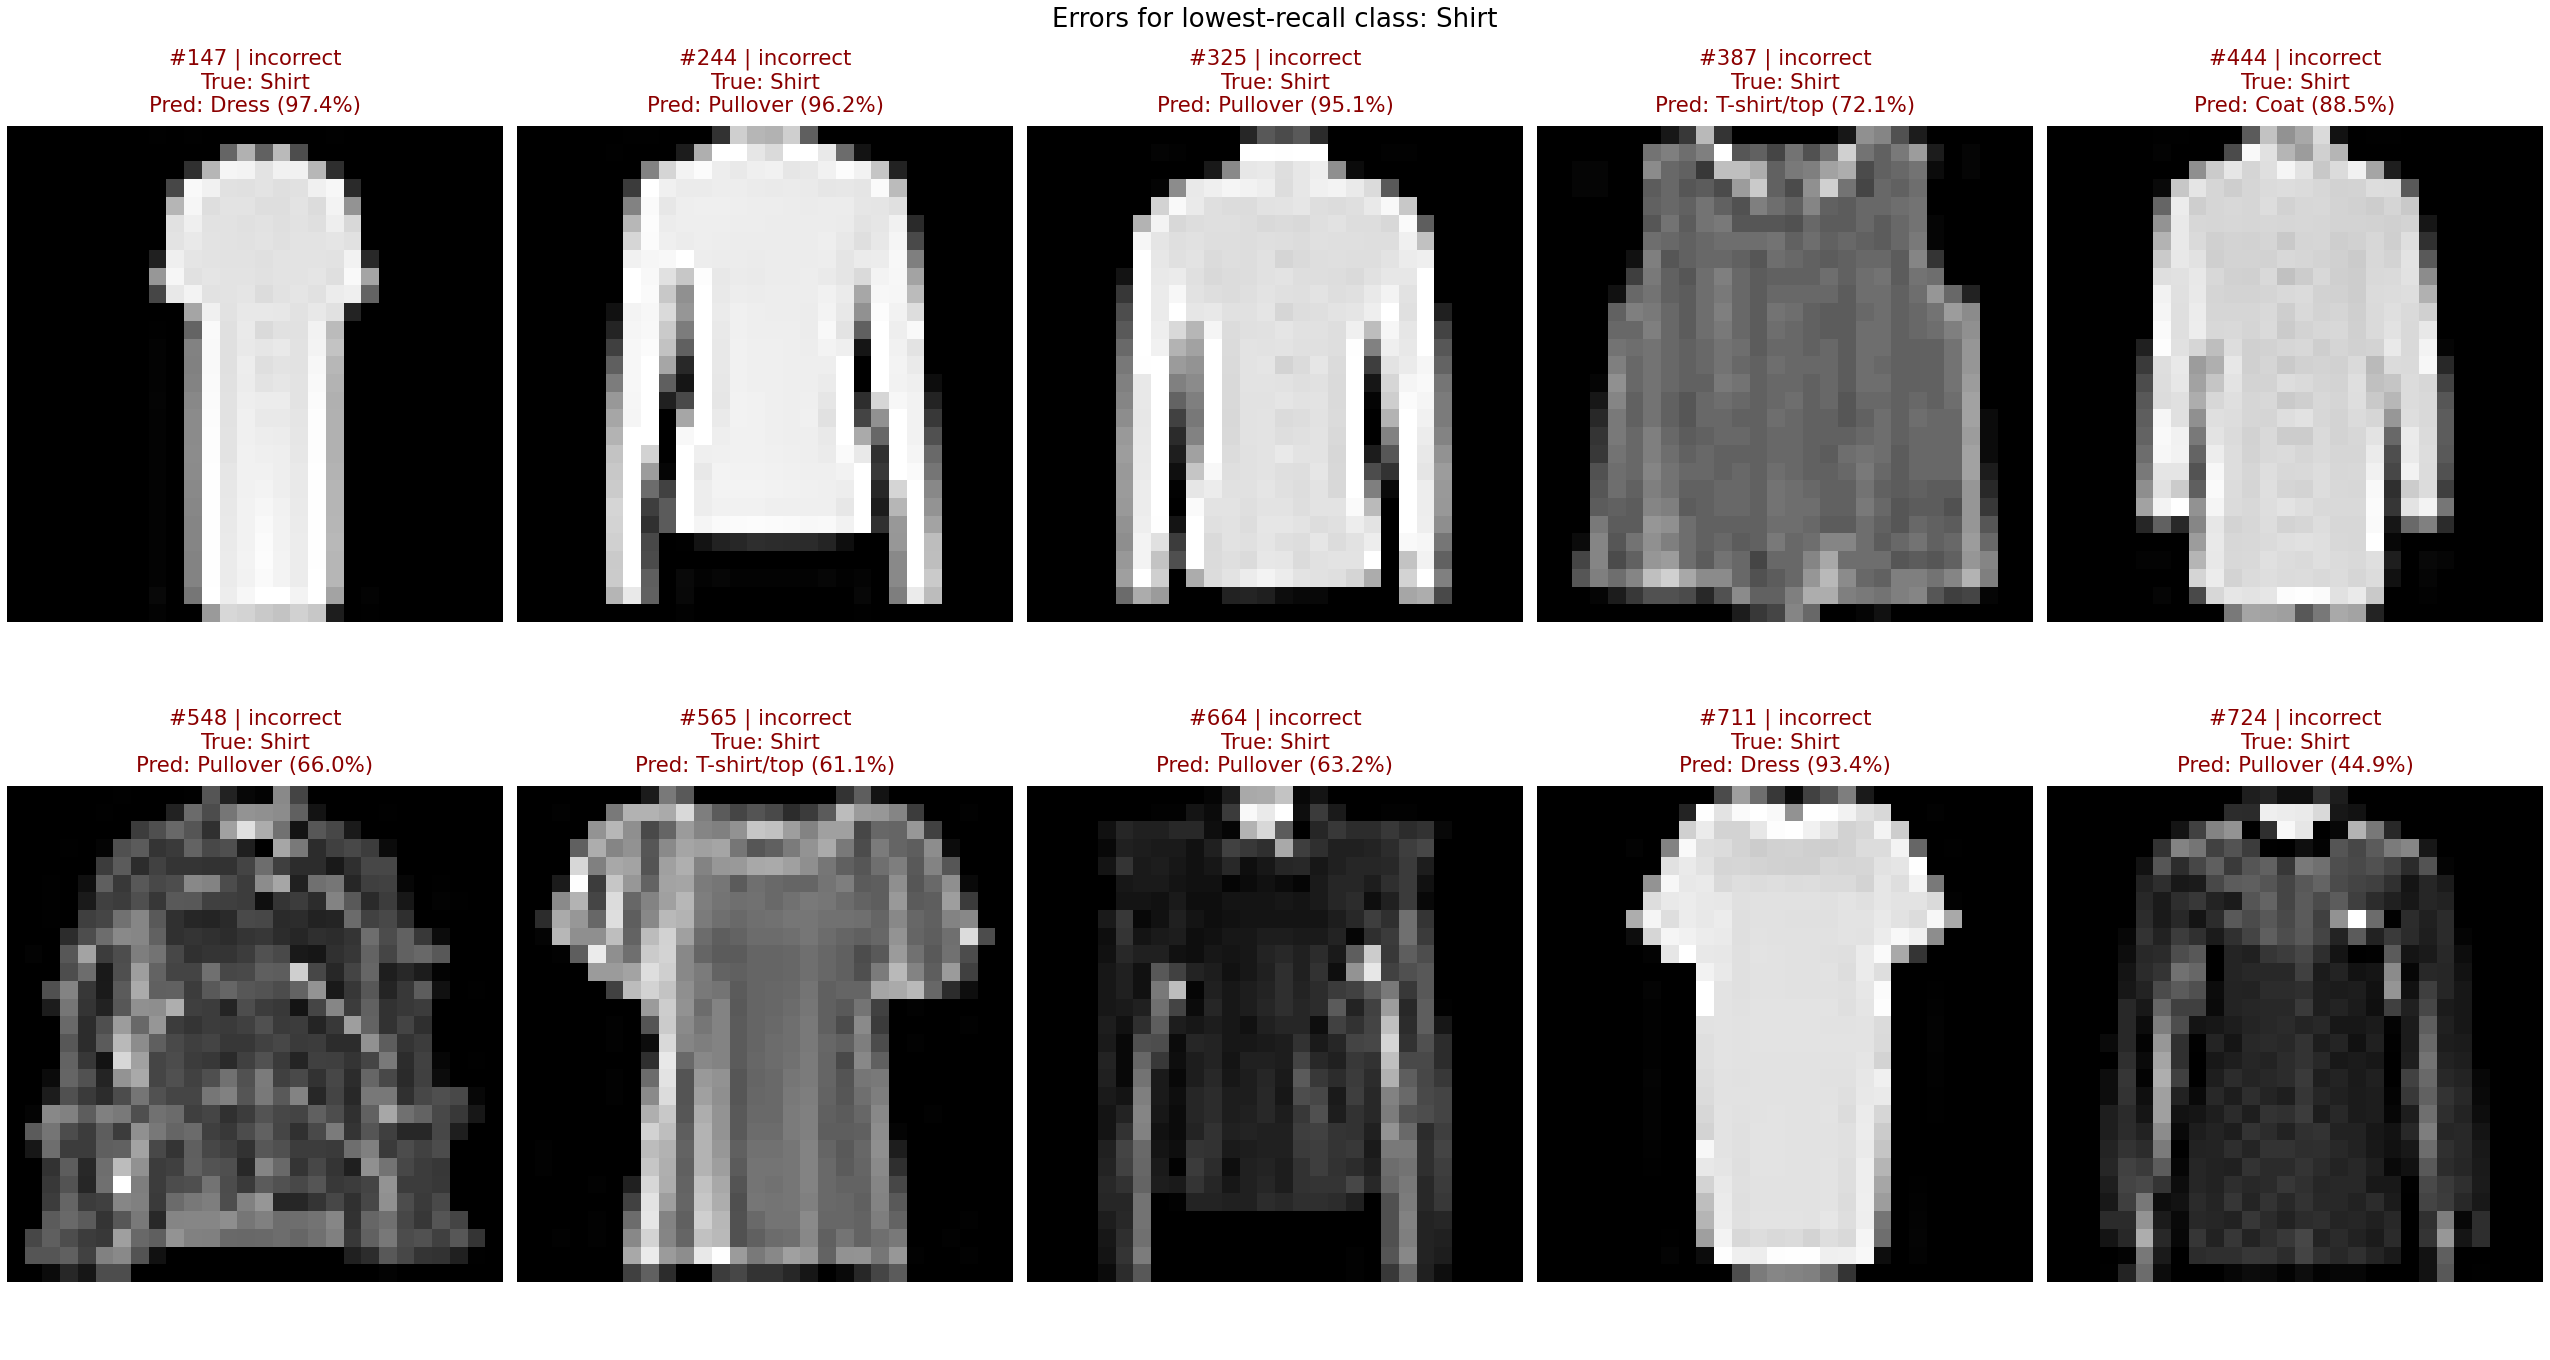 Errors for lowest-recall class: Shirt
#147 | incorrect
True: Shirt
Pred: Dress (97.4%)
#244 | incorrect
True: Shirt
Pred: Pullover (96.2%)
#325 | incorrect
True: Shirt
Pred: Pullover (95.1%)
#387 | incorrect
True: Shirt
Pred: T-shirt/top (72.1%)
#444 | incorrect
True: Shirt
Pred: Coat (88.5%)
#548 | incorrect
True: Shirt
Pred: Pullover (66.0%)
#565 | incorrect
True: Shirt
Pred: T-shirt/top (61.1%)
#664 | incorrect
True: Shirt
Pred: Pullover (63.2%)
#711 | incorrect
True: Shirt
Pred: Dress (93.4%)
#724 | incorrect
True: Shirt
Pred: Pullover (44.9%)